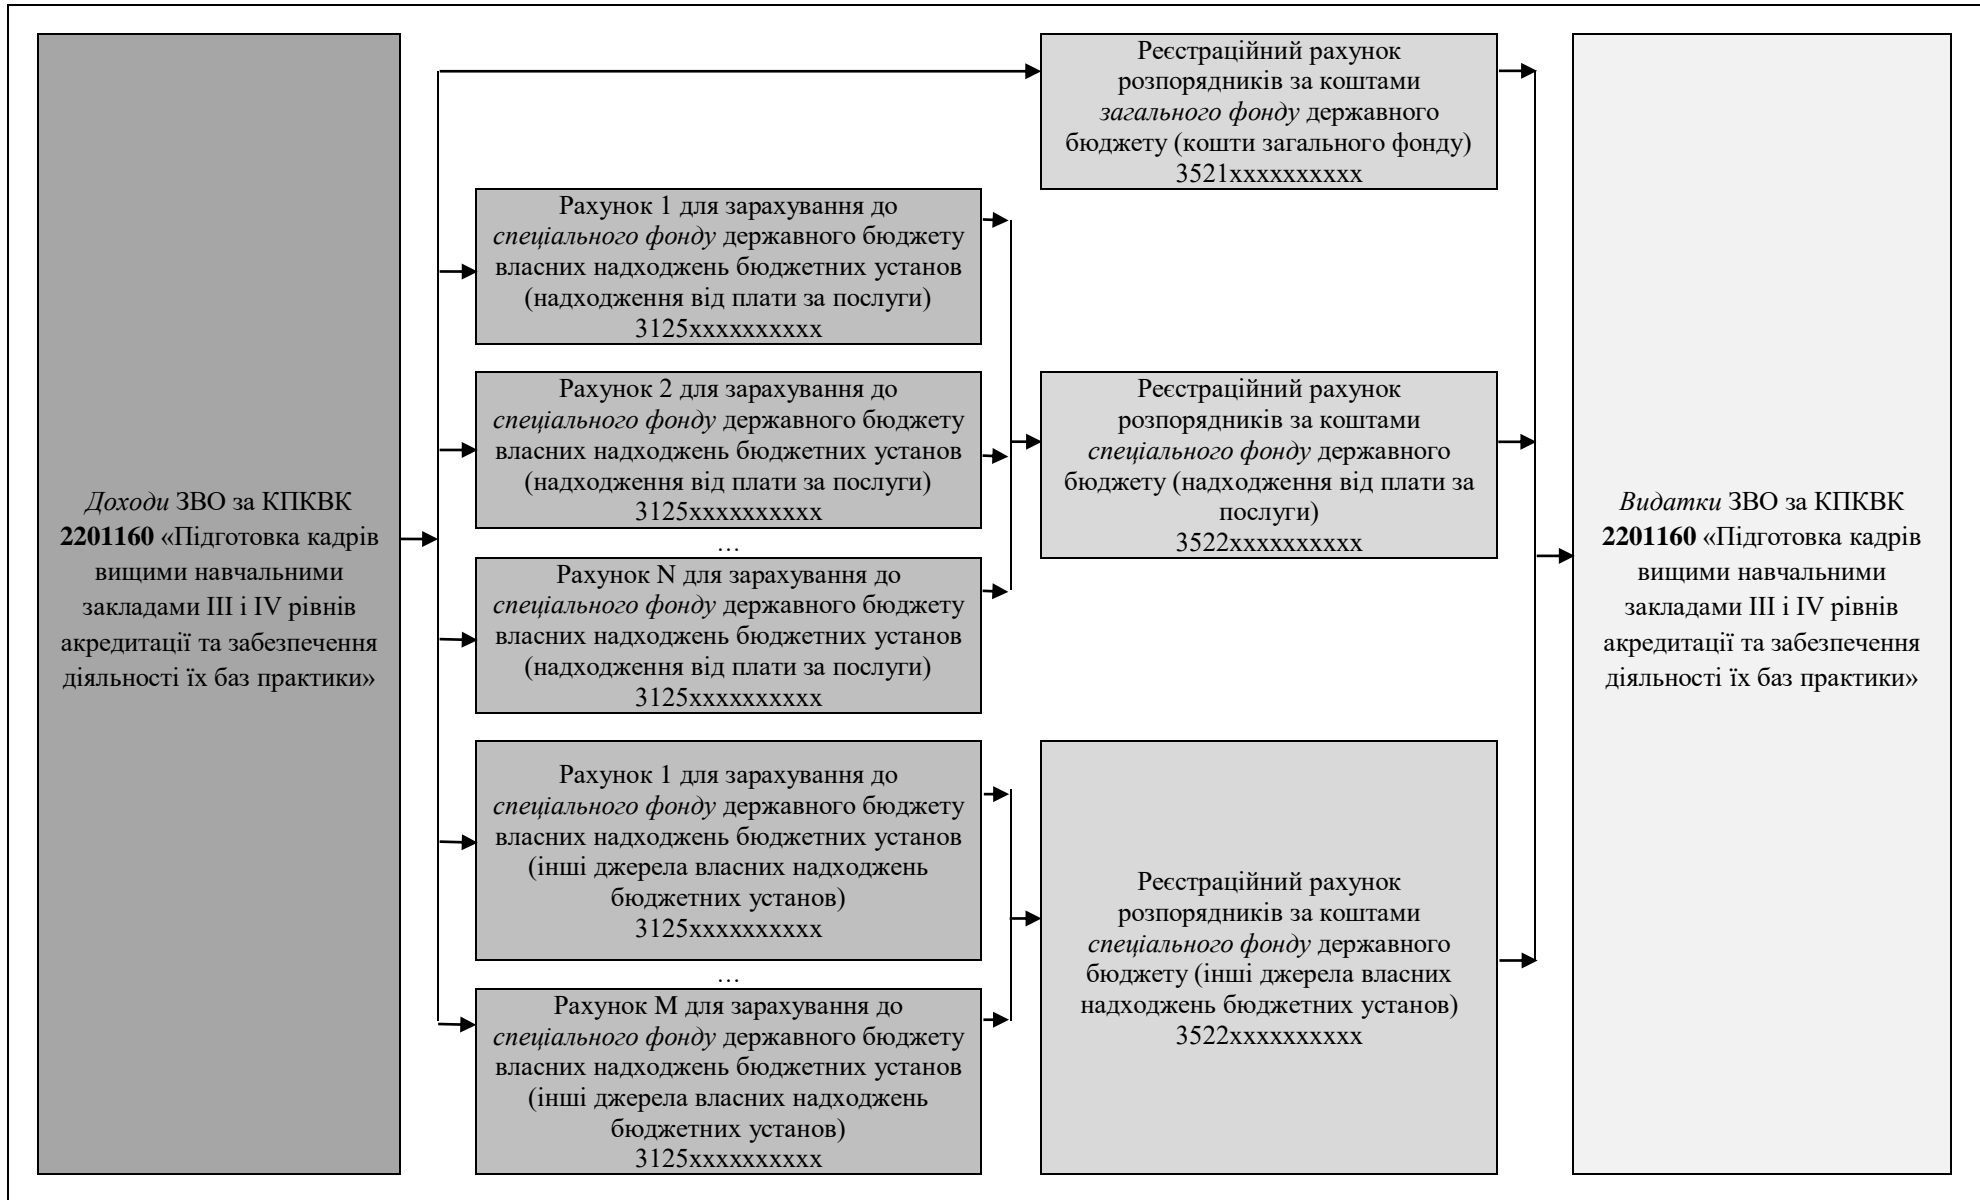 Доходи ЗВО за КПКВК
2201160 «Підготовка кадрів
вищими навчальними
закладами III і IV рівнів
акредитації та забезпечення
діяльності їх баз практики»
Рахунок 1 для зарахування до
спеціального фонду державного бюджету
власних надходжень бюджетних установ
(надходження від плати за послуги)
3125xxxxxxxxxx
Рахунок 2 для зарахування до
спеціального фонду державного бюджету
власних надходжень бюджетних установ
(надходження від плати за послуги)
3125xxxxxxxxxx
…
Рахунок N для зарахування до
спеціального фонду державного бюджету
власних надходжень бюджетних установ
(надходження від плати за послуги)
3125xxxxxxxxxx
Рахунок 1 для зарахування до
спеціального фонду державного бюджету
власних надходжень бюджетних установ
(інші джерела власних надходжень
бюджетних установ)
3125xxxxxxxxxx
…
Рахунок М для зарахування до
спеціального фонду державного бюджету
власних надходжень бюджетних установ
(інші джерела власних надходжень
бюджетних установ)
3125xxxxxxxxxx
Реєстраційний рахунок
розпорядників за коштами
загального фонду державного
бюджету (кошти загального фонду)
3521xxxxxxxxxx
Реєстраційний рахунок
розпорядників за коштами
спеціального фонду державного
бюджету (надходження від плати за
послуги)
3522xxxxxxxxxx
Реєстраційний рахунок
розпорядників за коштами
спеціального фонду державного
бюджету (інші джерела власних
надходжень бюджетних установ)
3522xxxxxxxxxx
Видатки ЗВО за КПКВК
2201160 «Підготовка кадрів
вищими навчальними
закладами III і IV рівнів
акредитації та забезпечення
діяльності їх баз практики»